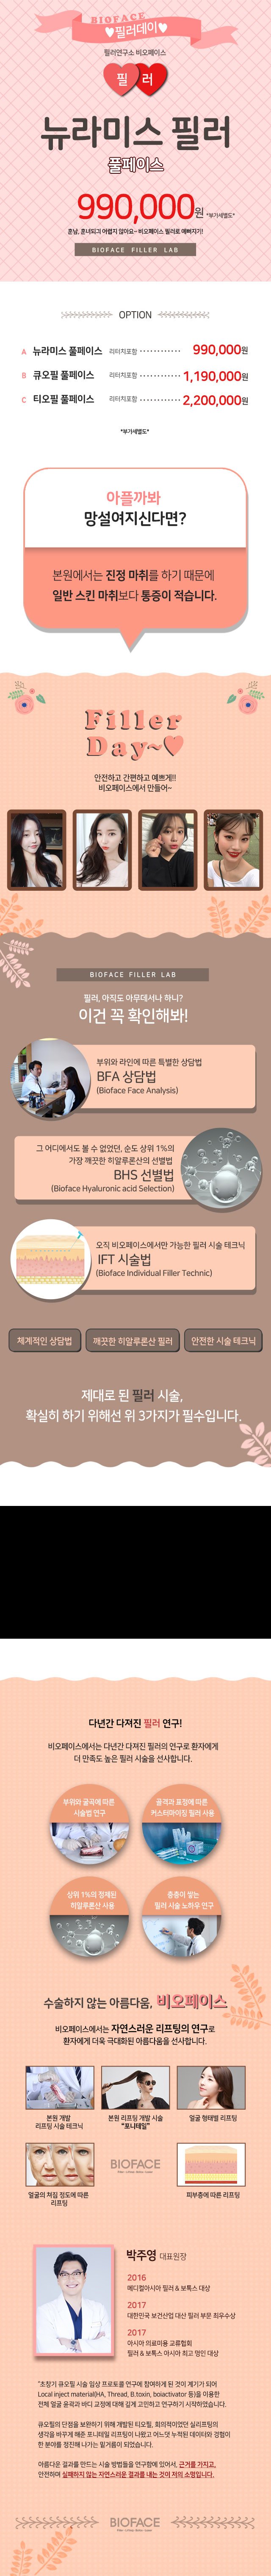 BIOFACE
♥필러데이♥
필러연구소 비오페이스
필 러
뉴라미스 필러
풀페이스
990,000원 *부가세별도*
훈남, 훈녀되긔 어렵지 않아요~ 비오페이스 필러로 예뻐지기!
BIOFACE FILLER LAB
OPTION
A 뉴라미스 풀페이스 리터치포함 ············ 990,000원
B 큐오필 풀페이스 리터치포함 ············ 1,190,000원
C 티오필 풀페이스 리터치포함 ············ 2,200,000원
*부가세별도*
아플까봐
망설여지신다면?
본원에서는 진정 마취를 하기 때문에
일반 스킨 마취보다 통증이 적습니다.
Filler
Day~♥
안전하고 간편하고 예쁘게!!
비오페이스에서 만들어~
BIOFACE FILLER LAB
필러, 아직도 아무데서나 하니?
이건 꼭 확인해봐!
부위와 라인에 따른 특별한 상담법
BFA 상담법
(Bioface Face Analysis)
그 어디에서도 볼 수 없었던, 순도 상위 1%의
가장 깨끗한 히알루론산의 선별법
BHS 선별법
(Bioface Hyaluronic acid Selection)
오직 비오페이스에서만 가능한 필러 시술 테크닉
IFT 시술법
(Bioface Individual Filler Technic)
체계적인 상담법
깨끗한 히알루론산 필러
안전한 시술 테크닉
제대로 된 필러 시술,
확실히 하기 위해선 위 3가지가 필수입니다.
다년간 다져진 필러 연구!
비오페이스에서는 다년간 다져진 필러의 연구로 환자에게
더 만족도 높은 필러 시술을 선사합니다.
부위와 굴곡에 따른
시술법 연구
골격과 표정에 따른
커스터마이징 필러 사용
상위 1%의 정제된
히알루론산 사용
층층이 쌓는
필러 시술 노하우 연구
수술하지 않는 아름다움, 비오페이스
비오페이스에서는 자연스러운 리프팅의 연구로
환자에게 더욱 극대화된 아름다움을 선사합니다.
본원 개발
리프팅 시술 테크닉
본원 리프팅 개발 시술
"포니테일"
얼굴 형태별 리프팅
얼굴의 쳐짐 정도에 따른
리프팅
BIOFACE
피부층에 따른 리프팅
박주영 대표원장
2016
메디컬아시아 필러 & 보톡스 대상
2017
대한민국 보건산업 대신 필러 부문 최우수상
2017
아시아 의료미용 교류협회
필러 & 보톡스 아시아 최고 명인 대상
"초창기 큐오필 시술 임상 프로토콜 연구에 참여하게 된 것이 계기가 되어
Local inject material(HA, Thread, B.toxin, boiactivator 등)을 이용한
전체 얼굴 윤곽과 바디 교정에 대해 깊게 고민하고 연구하기 시작하였습니다.
큐오필의 단점을 보완하기 위해 개발된 티오필, 회의적이었던 실리프팅의
생각을 바꾸게 해준 포니테일 리프팅이 나왔고 어느덧 누적된 데이터와 경험이
한 분야를 정진해 나가는 밑거름이 되었습니다.
아름다운 결과를 만드는 시술 방법들을 연구함에 있어서, 근거를 가지고,
안전하며 실패하지 않는 자연스러운 결과를 내는 것이 저의 소명입니다.
BIOFACE